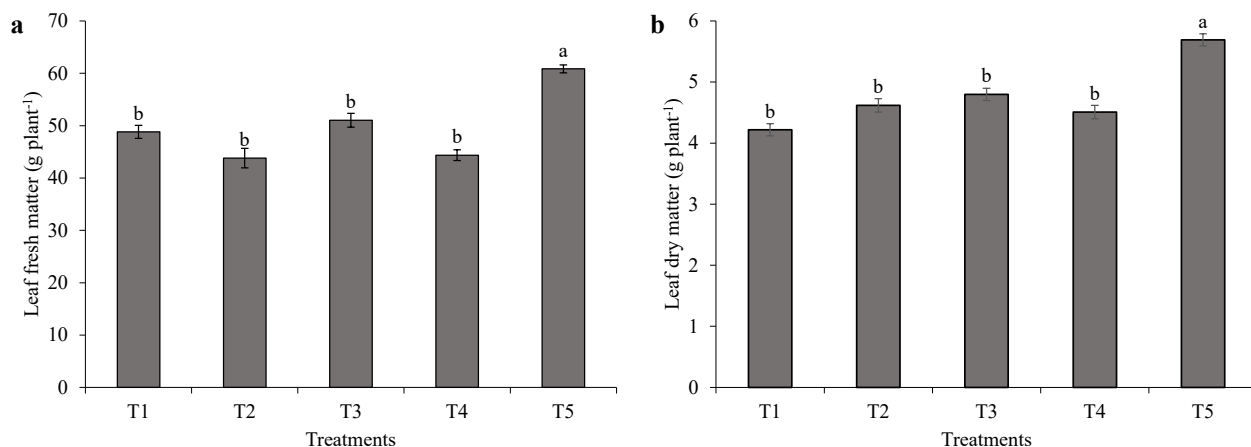 a
Leaf fresh matter (g plant⁻¹)
70
60
50
40
30
20
10
0
b
b
b
b
a
T1 T2 T3 T4 T5
Treatments
b
Leaf dry matter (g plant⁻¹)
6
5
4
4
3
2
1
0
b
b
b
b
a
T1 T2 T3 T4 T5
Treatments